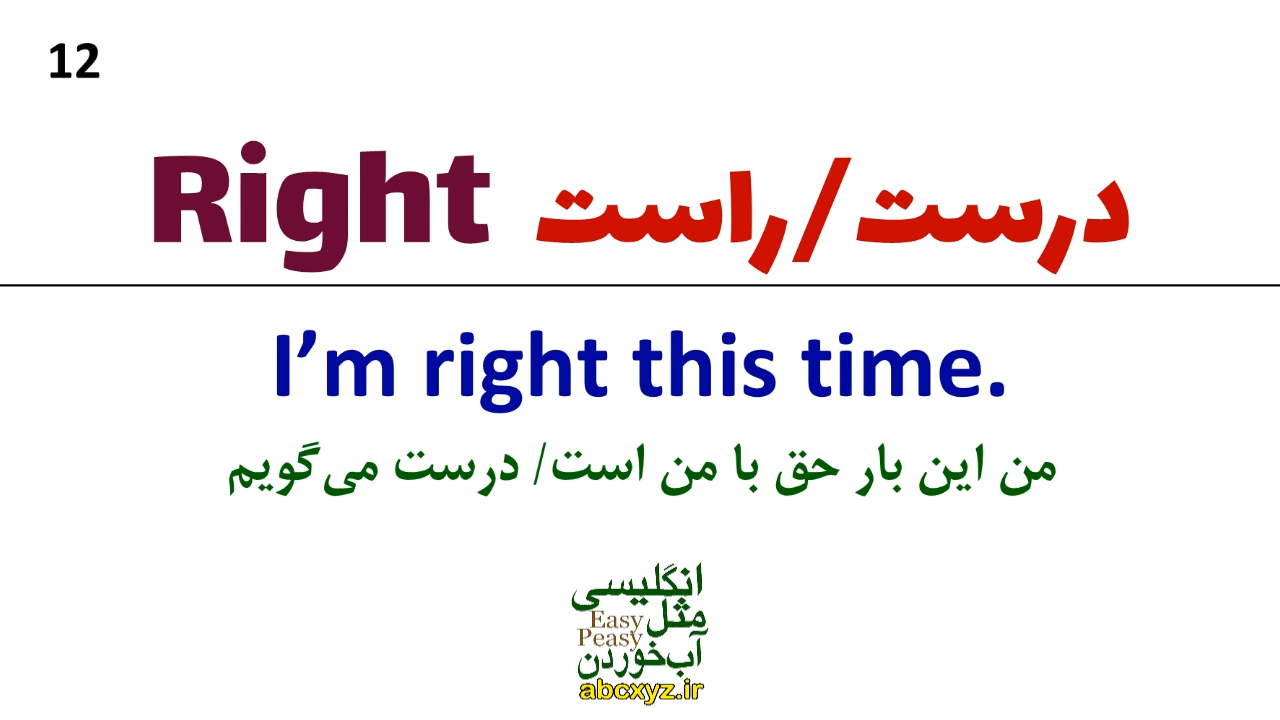 12
Right درست/راست
I’m right this time.
من این بار حق با من است/ درست می‌گویم
انگلیسی
مثل Easy
Peasy
آب‌خوردن
abcxyz.ir